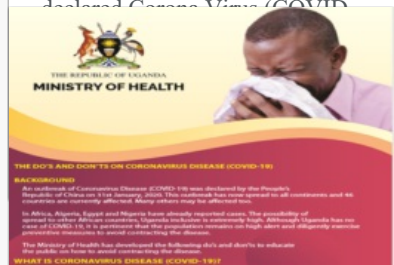 declared Corona Virus (COVID
THE REPUBLIC OF UGANDA
MINISTRY OF HEALTH
THE DO'S AND DON'TS ON CORONAVIRUS DISEASE (COVID-19)
BACKGROUND
An outbreak of Coronavirus Disease (COVID-19) was declared by the People's
Republic of China on 31st January, 2020. This outbreak has now spread to all continents and 46
countries are currently affected. Many others may be affected too.
In Africa, Algeria, Egypt and Nigeria have already reported cases. The possibility of
spread to other African countries, Uganda inclusive is extremely high. Although Uganda has no
case of COVID-19, it is pertinent that the population remains on high alert and diligently exercise
preventive measures to avoid contracting the disease.
The Ministry of Health has developed the following do's and don'ts to educate
the public on how to avoid contracting the disease.
WHAT IS CORONAVIRUS DISEASE (COVID-19)?